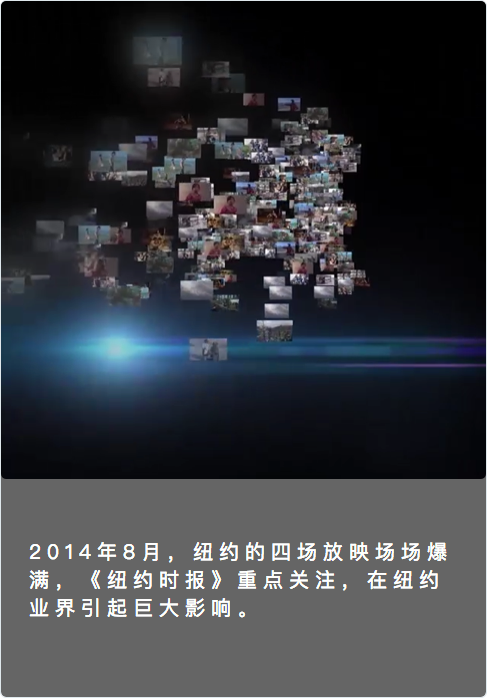 2014年8月，纽约的四场放映场场爆
满，《纽约时报》重点关注，在纽约
业界引起巨大影响。